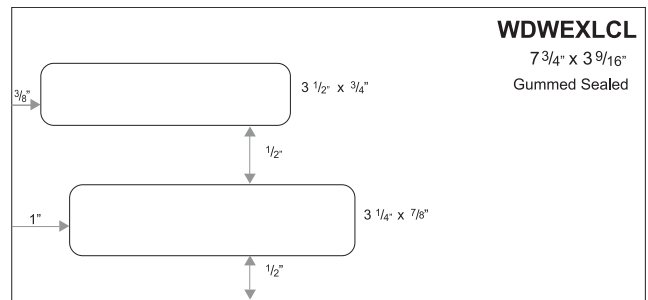 WDWEXLCL
7 3/4" x 3 9/16"
Gummed Sealed
3/8"
3 1/2" x 3/4"
1/2"
1"
3 1/4" x 7/8"
1/2"